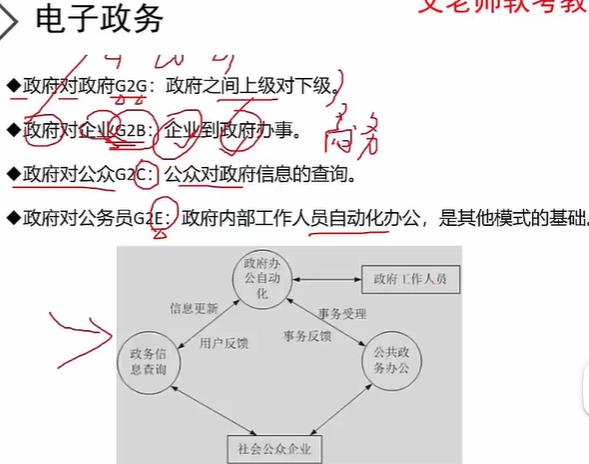 电子政务
文老师软考教
◆政府对政府G2G：政府之间上级对下级。
◆政府对企业G2B：企业到政府办事。
商务
◆政府对公众G2C：公众对政府信息的查询。
◆政府对公务员G2E：政府内部工作人员自动化办公，是其他模式的基础。
政府办公自动化
政府工作人员
信息更新
事务受理
用户反馈
事务反馈
政务信息查询
公共政务办公
社会公众企业